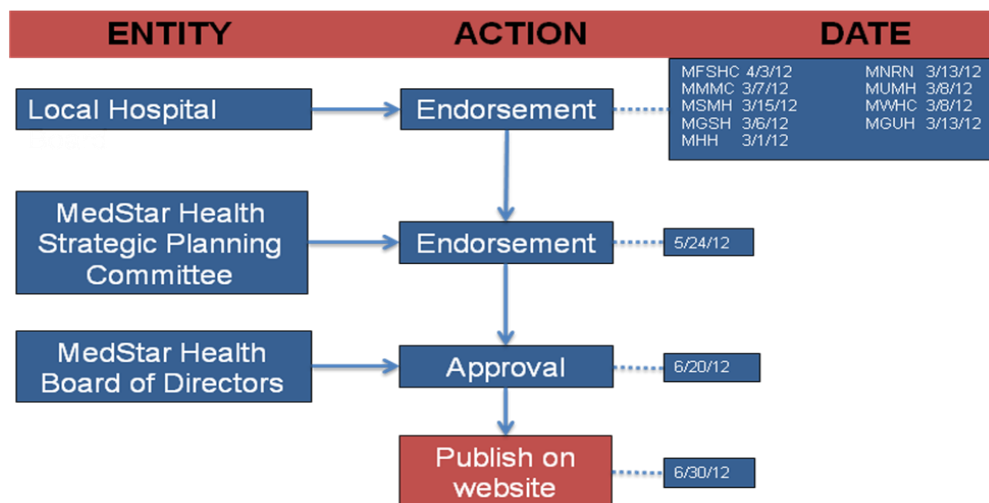 ENTITY ACTION DATE
Local Hospital
Endorsement
MFSHC 4/3/12 MNRN 3/13/12
MMMC 3/7/12 MUMH 3/8/12
MSMH 3/15/12 MWHC 3/8/12
MGSH 3/6/12 MGUH 3/13/12
MHH 3/1/12
MedStar Health
Strategic Planning
Committee
Endorsement
5/24/12
MedStar Health
Board of Directors
Approval
6/20/12
Publish on
website
6/30/12